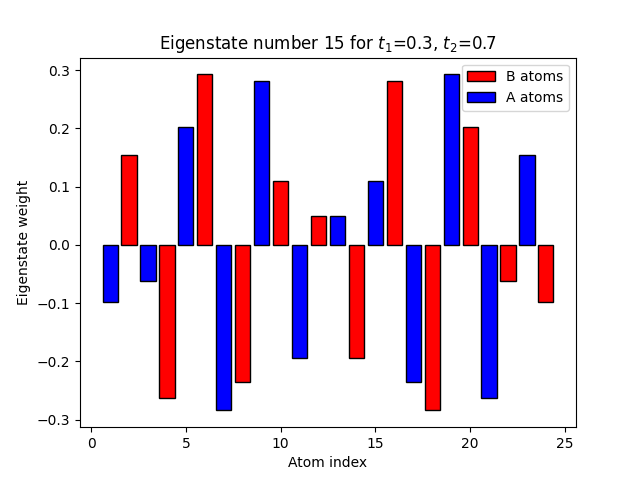 Eigenstate number 15 for t₁=0.3, t₂=0.7
B atoms
A atoms
Eigenstate weight
0.3
0.2
0.1
0.0
−0.1
−0.2
−0.3
0 5 10 15 20 25
Atom index